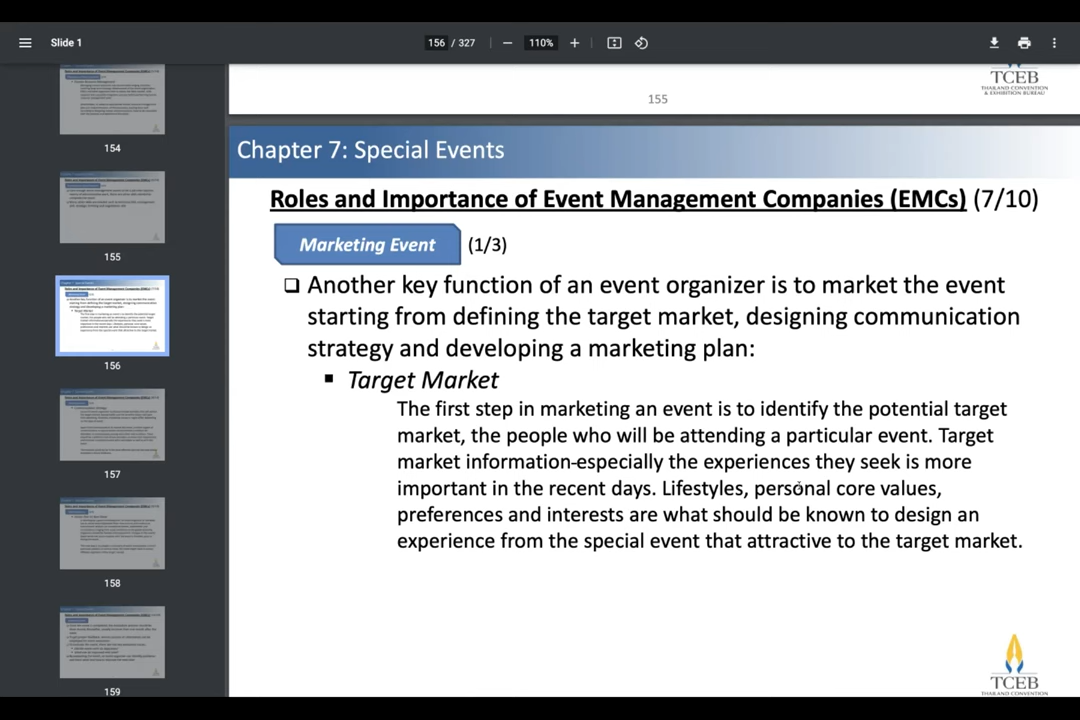 Slide 1
156 / 327
110%
154
155
156
157
158
159
TCEB
THAILAND CONVENTION
& EXHIBITION BUREAU
155
Chapter 7: Special Events
Roles and Importance of Event Management Companies (EMCs) (7/10)
Marketing Event (1/3)
Another key function of an event organizer is to market the event
starting from defining the target market, designing communication
strategy and developing a marketing plan:
Target Market
The first step in marketing an event is to identify the potential target
market, the people who will be attending a particular event. Target
market information-especially the experiences they seek is more
important in the recent days. Lifestyles, personal core values,
preferences and interests are what should be known to design an
experience from the special event that attractive to the target market.
TCEB
THAILAND CONVENTION